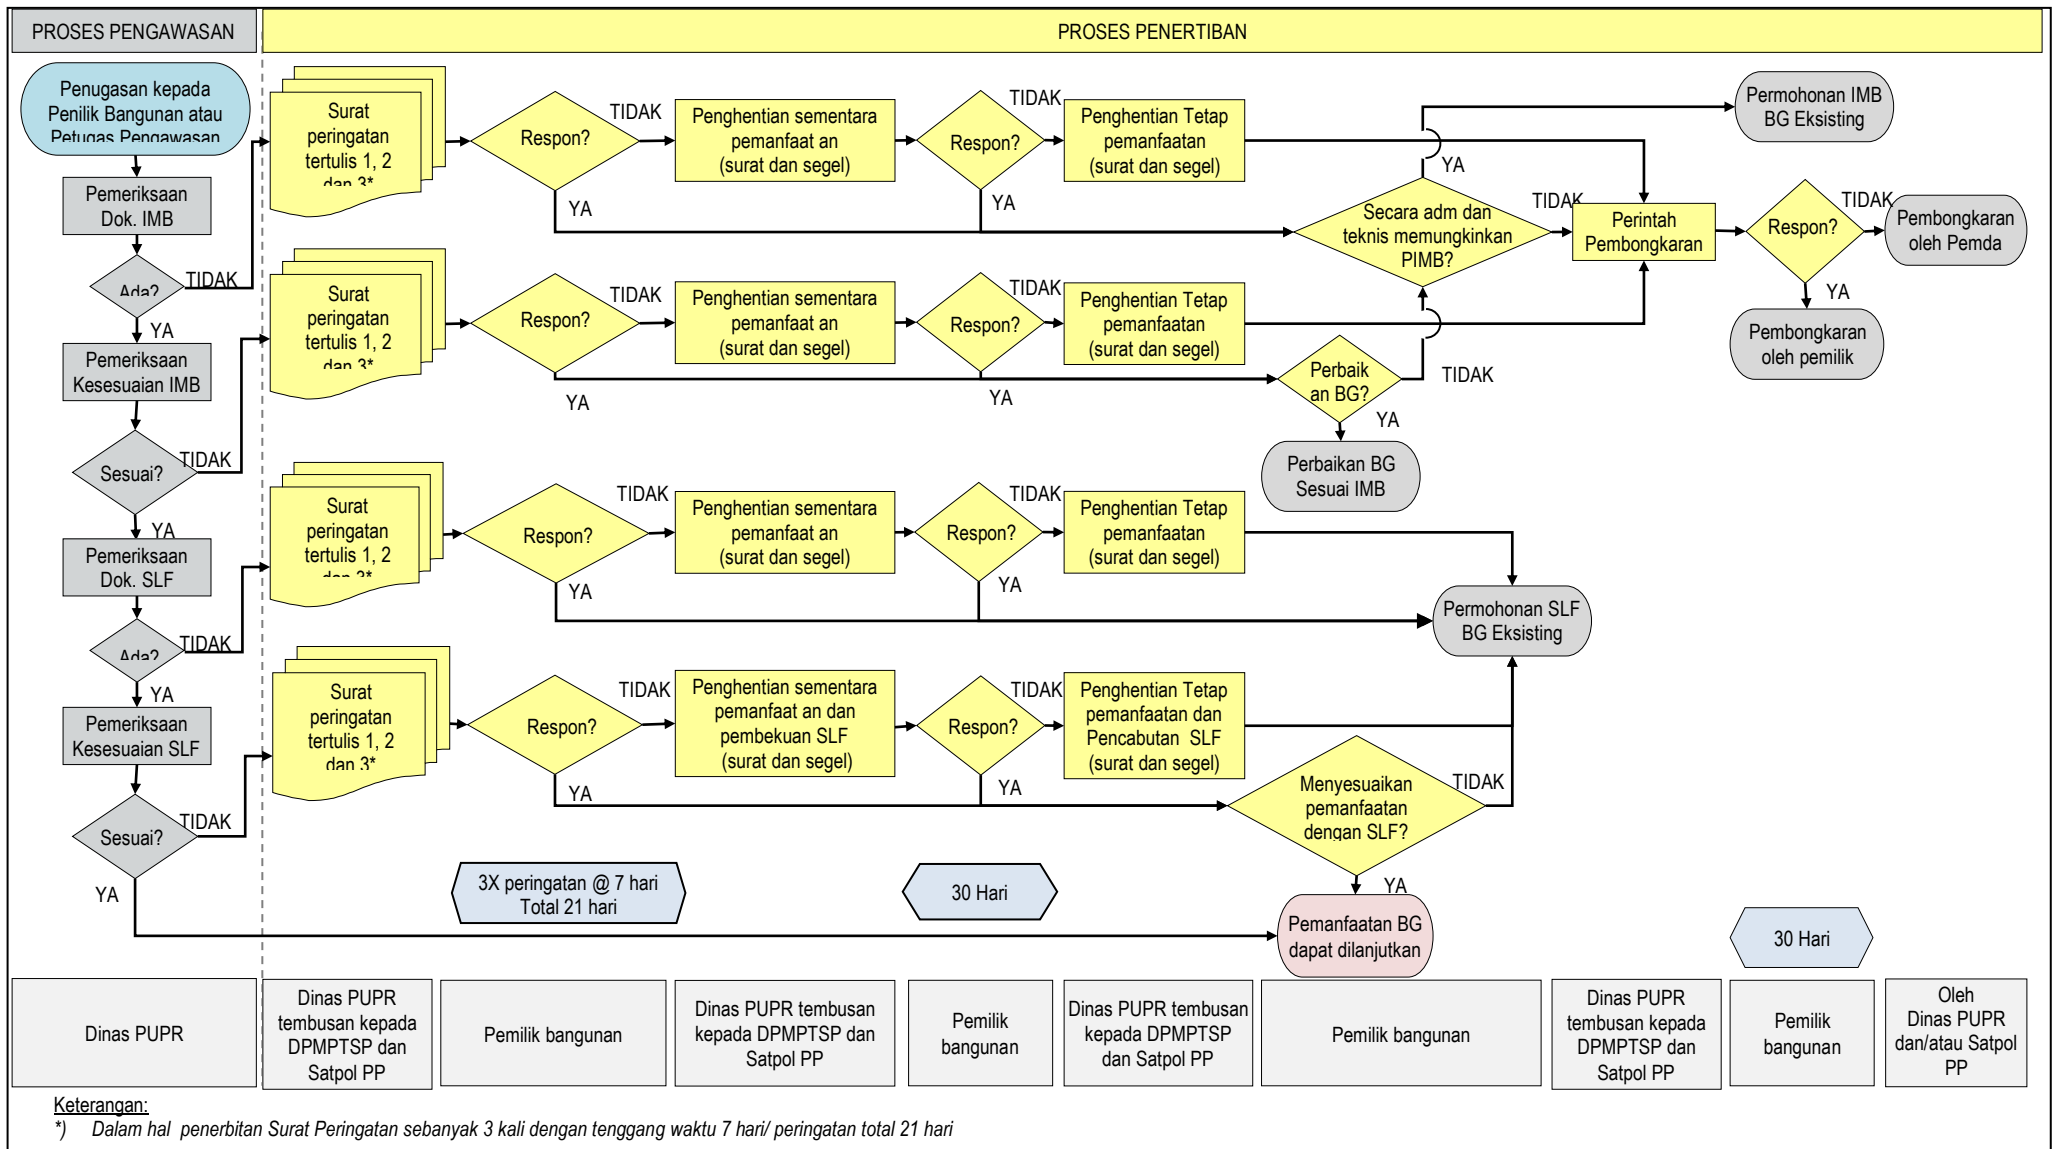 PROSES PENGAWASAN
PROSES PENERTIBAN
Penugasan kepada
Penilik Bangunan atau
Petugas Pengawasan
Pemeriksaan
Dok. IMB
Ada?
TIDAK
YA
Pemeriksaan
Kesesuaian IMB
Sesuai?
TIDAK
YA
Pemeriksaan
Dok. SLF
Ada?
TIDAK
YA
Pemeriksaan
Kesesuaian SLF
Sesuai?
TIDAK
YA
Surat
peringatan
tertulis 1, 2
dan 3*
Respon?
TIDAK
YA
Penghentian sementara
pemanfaat an
(surat dan segel)
Respon?
TIDAK
YA
Penghentian Tetap
pemanfaatan
(surat dan segel)
Secara adm dan
teknis memungkinkan
PIMB?
YA
Permohonan IMB
BG Eksisting
TIDAK
Perintah
Pembongkaran
Respon?
TIDAK
Pembongkaran
oleh Pemda
YA
Pembongkaran
oleh pemilik
Surat
peringatan
tertulis 1, 2
dan 3*
Respon?
TIDAK
YA
Penghentian sementara
pemanfaat an
(surat dan segel)
Respon?
TIDAK
YA
Penghentian Tetap
pemanfaatan
(surat dan segel)
Perbaik
an BG?
TIDAK
YA
Perbaikan BG
Sesuai IMB
Surat
peringatan
tertulis 1, 2
dan 3*
Respon?
TIDAK
YA
Penghentian sementara
pemanfaat an
(surat dan segel)
Respon?
TIDAK
YA
Penghentian Tetap
pemanfaatan
(surat dan segel)
Permohonan SLF
BG Eksisting
Surat
peringatan
tertulis 1, 2
dan 3*
Respon?
TIDAK
YA
Penghentian sementara
pemanfaat an dan
pembekuan SLF
(surat dan segel)
Respon?
TIDAK
YA
Penghentian Tetap
pemanfaatan dan
Pencabutan SLF
(surat dan segel)
Menyesuaikan
pemanfaatan
dengan SLF?
TIDAK
YA
Pemanfaatan BG
dapat dilanjutkan
3X peringatan @ 7 hari
Total 21 hari
30 Hari
30 Hari
Dinas PUPR
Dinas PUPR
tembusan kepada
DPMPTSP dan
Satpol PP
Pemilik bangunan
Dinas PUPR tembusan
kepada DPMPTSP dan
Satpol PP
Pemilik
bangunan
Dinas PUPR tembusan
kepada DPMPTSP
dan Satpol PP
Pemilik bangunan
Dinas PUPR
tembusan kepada
DPMPTSP dan
Satpol PP
Pemilik
bangunan
Oleh
Dinas PUPR
dan/atau Satpol
PP
Keterangan:
*) Dalam hal penerbitan Surat Peringatan sebanyak 3 kali dengan tenggang waktu 7 hari/ peringatan total 21 hari